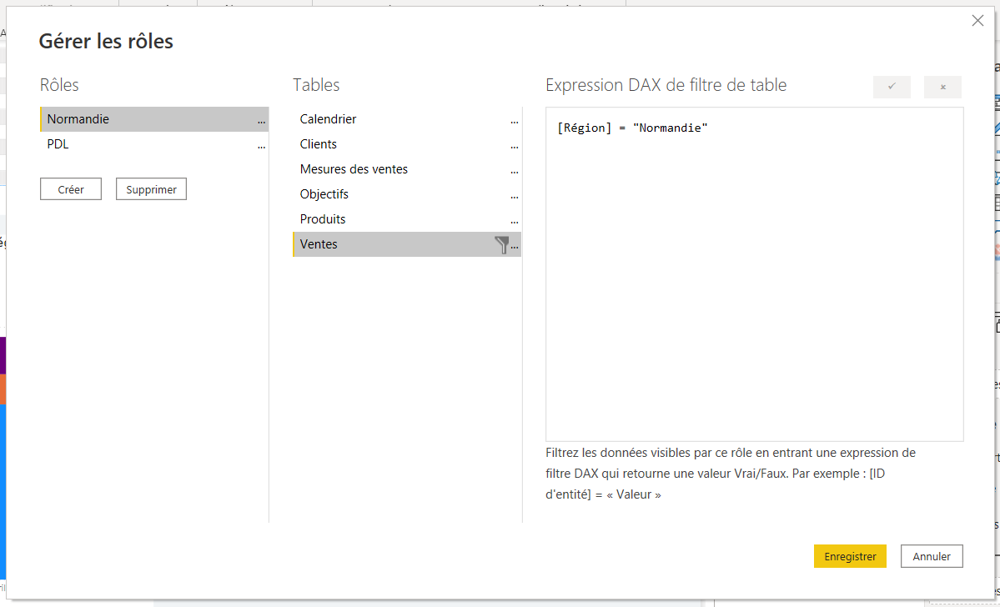 Gérer les rôles
Rôles
Normandie ...
PDL ...
Créer Supprimer
Tables
Calendrier ...
Clients ...
Mesures des ventes ...
Objectifs ...
Produits ...
Ventes ...
Expression DAX de filtre de table
[Région] = "Normandie"
Filtrez les données visibles par ce rôle en entrant une expression de
filtre DAX qui retourne une valeur Vrai/Faux. Par exemple : [ID
d'entité] = « Valeur »
Enregistrer Annuler